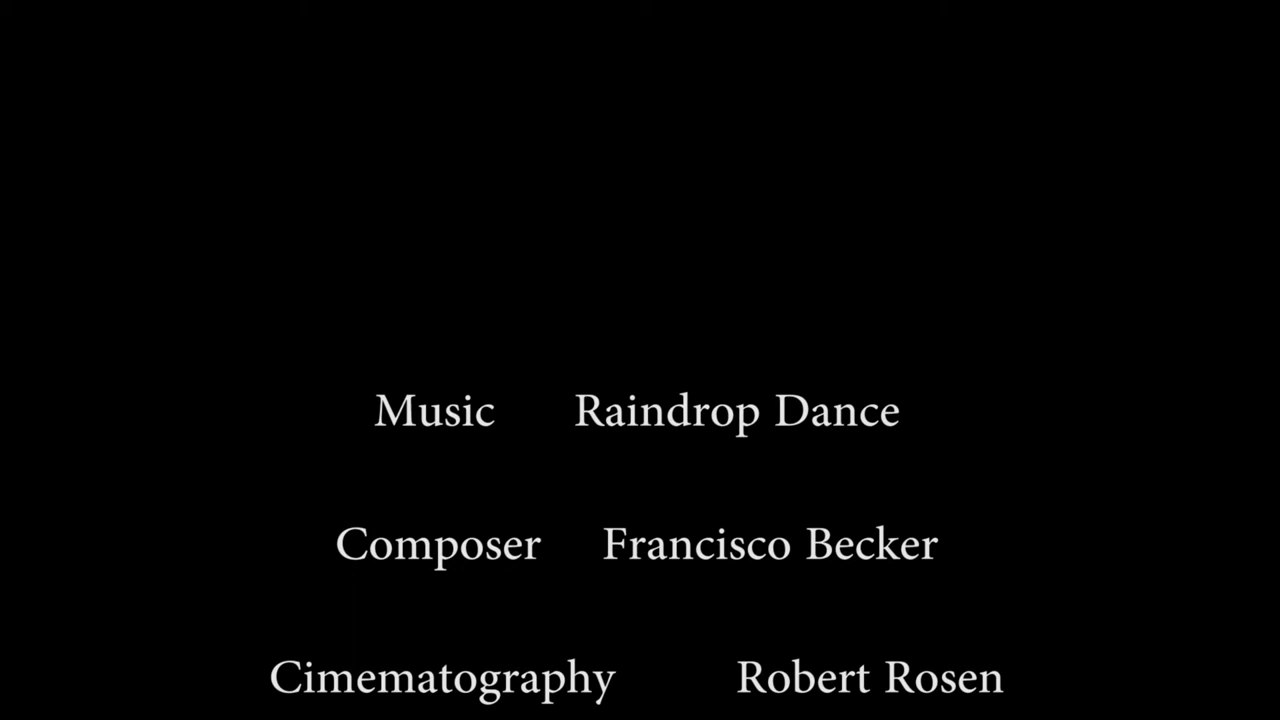 Music Raindrop Dance
Composer Francisco Becker
Cimematography Robert Rosen